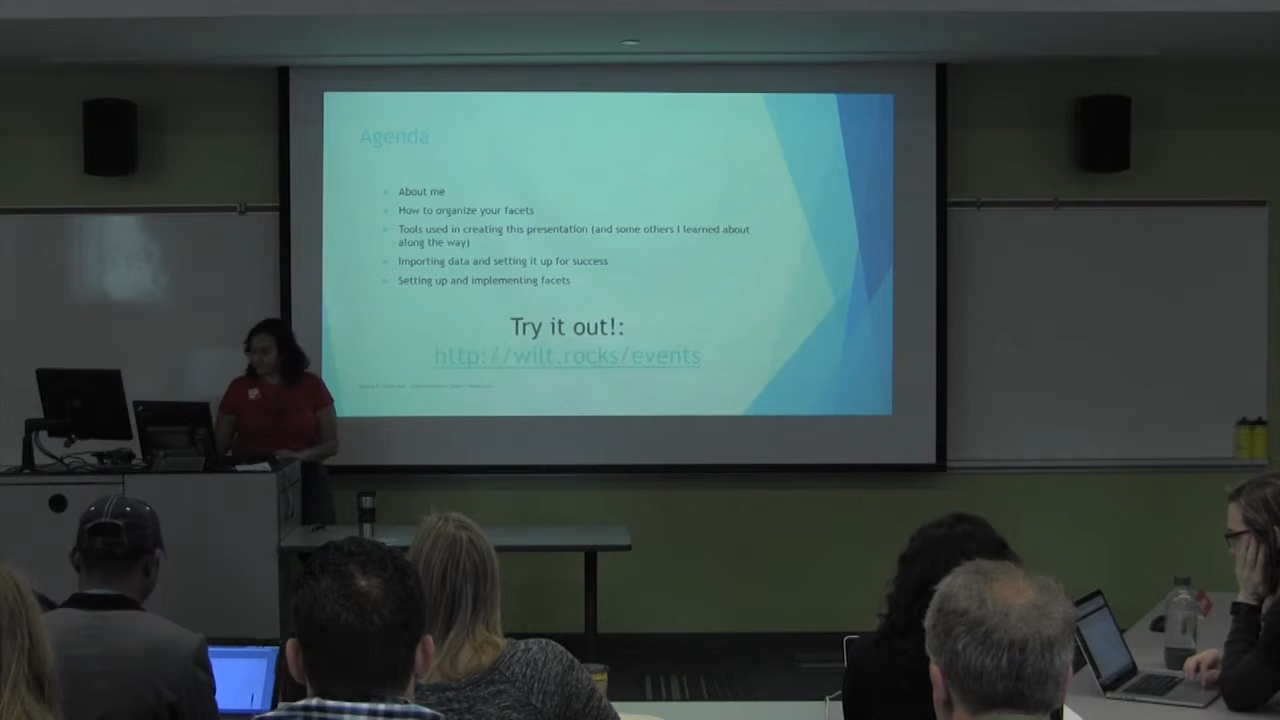 Agenda
About me
How to organize your facets
Tools used in creating this presentation (and some others I learned about
along the way)
Importing data and setting it up for success
Setting up and implementing facets
Try it out!:
http://wilt.rocks/events